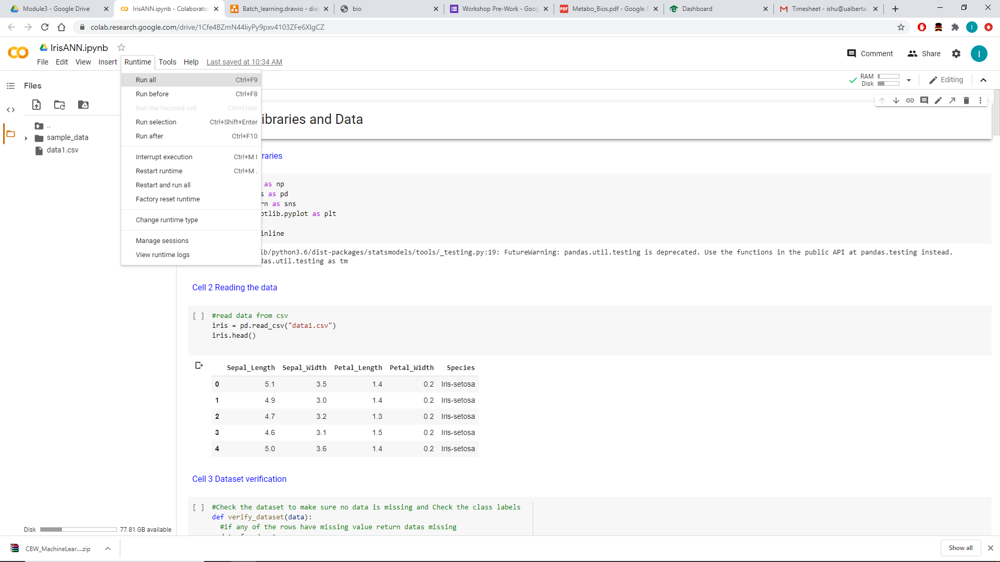 Module3 - Google Drive
IrisANN.ipynb - Colaborator
Batch_learning.drawio - dia
bio
Workshop Pre-Work - Goog
Metabo_Bios.pdf - Google D
Dashboard
Timesheet - ishu@ualberta.
colab.research.google.com/drive/1Cfe4BZmN44liyPy9pxv4103ZFe6XlgCZ
IrisANN.ipynb
File Edit View Insert Runtime Tools Help Last saved at 10:34 AM
Comment Share I
Files
RAM
Disk
Editing
Run all Ctrl+F9
Run before Ctrl+F8
Run the focused cell Ctrl+Enter
Run selection Ctrl+Shift+Enter
Run after Ctrl+F10
Interrupt execution Ctrl+M I
Restart runtime Ctrl+M .
Restart and run all
Factory reset runtime
Change runtime type
Manage sessions
View runtime logs
..
sample_data
data1.csv
ibraries and Data
raries
as np
s as pd
rn as sns
otlib.pyplot as plt
inline
ib/python3.6/dist-packages/statsmodels/tools/_testing.py:19: FutureWarning: pandas.util.testing is deprecated. Use the functions in the public API at pandas.testing instead.
das.util.testing as tm
Cell 2 Reading the data
[ ] #read data from csv
iris = pd.read_csv("data1.csv")
iris.head()
Sepal_Length Sepal_Width Petal_Length Petal_Width Species
0 5.1 3.5 1.4 0.2 Iris-setosa
1 4.9 3.0 1.4 0.2 Iris-setosa
2 4.7 3.2 1.3 0.2 Iris-setosa
3 4.6 3.1 1.5 0.2 Iris-setosa
4 5.0 3.6 1.4 0.2 Iris-setosa
Cell 3 Dataset verification
[ ] #Check the dataset to make sure no data is missing and Check the class labels
def verify_dataset(data):
#if any of the rows have missing value return datas missing
Disk 77.81 GB available
CBW_MachineLear....zip
Show all